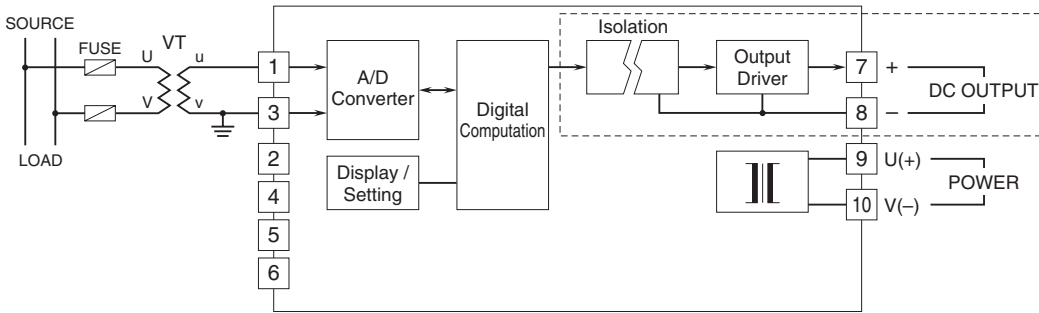 SOURCE
FUSE
VT
U
u
V
v
LOAD
1
3
2
4
5
6
A/D
Converter
Display /
Setting
Digital
Computation
Isolation
Output
Driver
7 +
8 –
DC OUTPUT
9 U(+)
10 V(–)
POWER